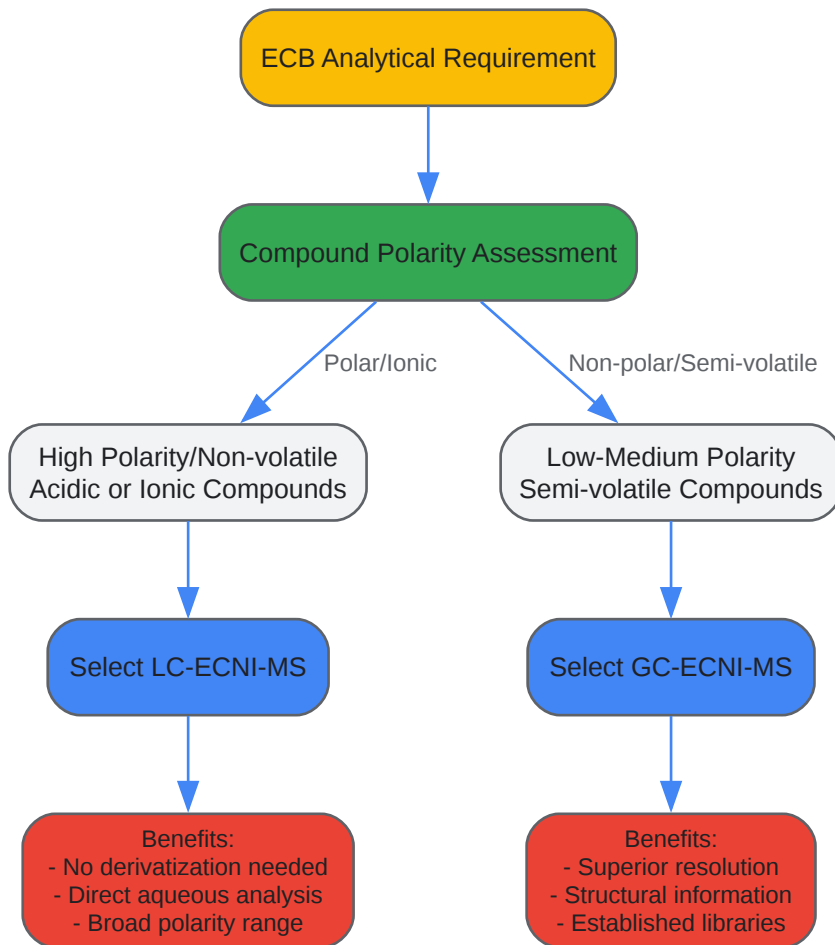 ECB Analytical Requirement
Compound Polarity Assessment
Polar/Ionic
Non-polar/Semi-volatile
High Polarity/Non-volatile
Acidic or Ionic Compounds
Low-Medium Polarity
Semi-volatile Compounds
Select LC-ECNI-MS
Select GC-ECNI-MS
Benefits:
- No derivatization needed
- Direct aqueous analysis
- Broad polarity range
Benefits:
- Superior resolution
- Structural information
- Established libraries